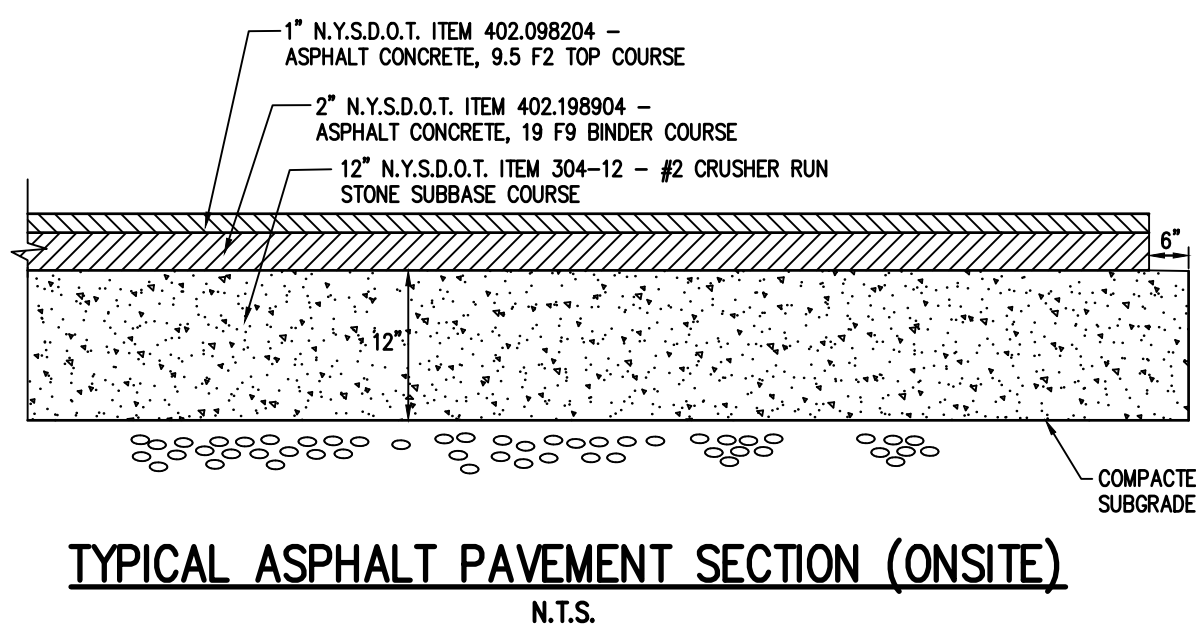 1" N.Y.S.D.O.T. ITEM 402.098204 –
ASPHALT CONCRETE, 9.5 F2 TOP COURSE
2" N.Y.S.D.O.T. ITEM 402.198904 –
ASPHALT CONCRETE, 19 F9 BINDER COURSE
12" N.Y.S.D.O.T. ITEM 304-12 - #2 CRUSHER RUN
STONE SUBBASE COURSE
6"
12"
COMPACTE
SUBGRADE
TYPICAL ASPHALT PAVEMENT SECTION (ONSITE)
N.T.S.